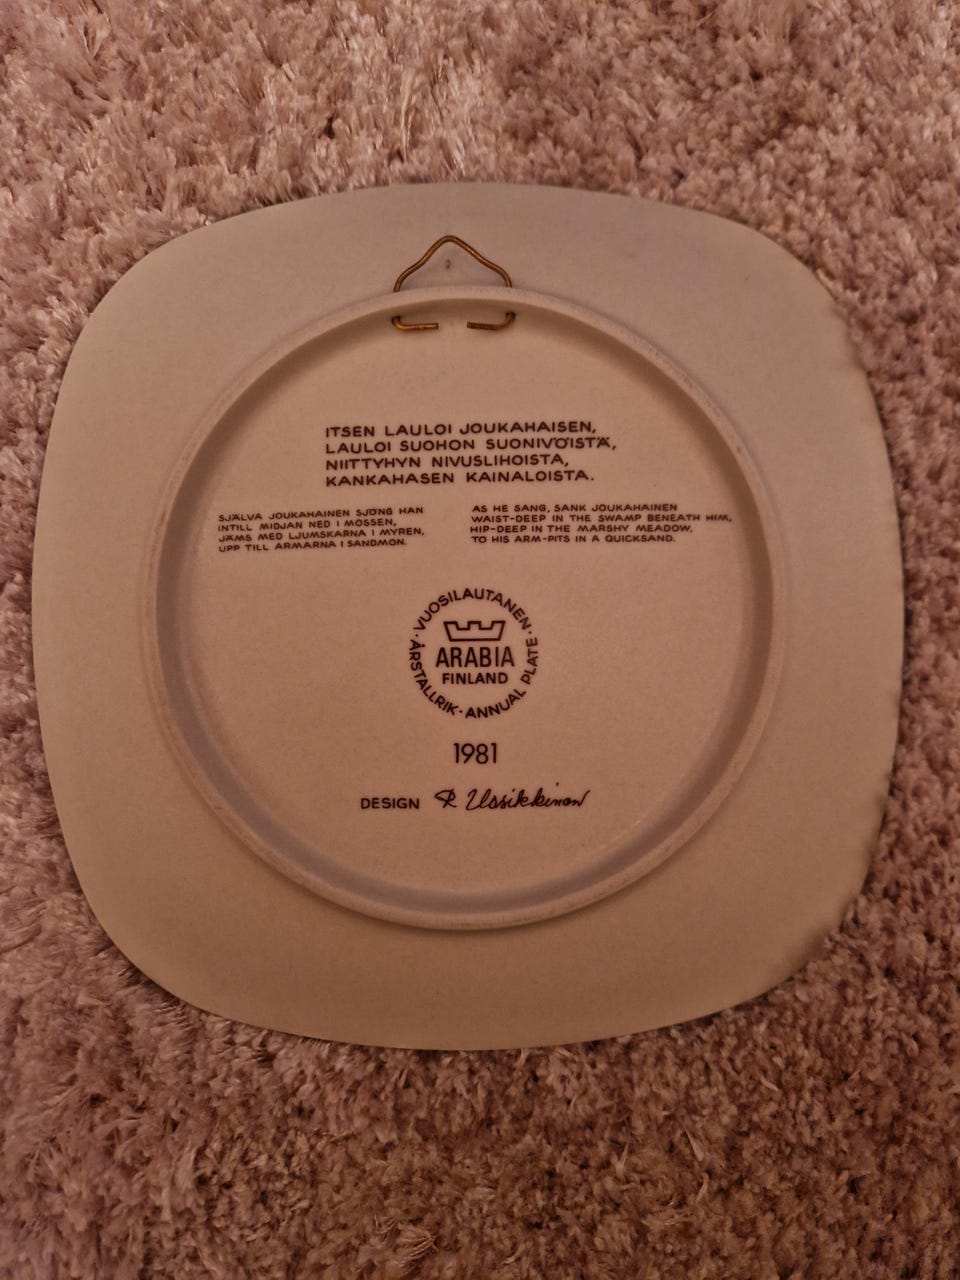 ITSEN LAULOI JOUKAHAISEN,
LAULOI SUOHON SUONIVÖISTÄ,
NIITTYHYN NIVUSLIHOISTA,
KANKAHASEN KAINALOISTA.
SJÄLVA JOUKAHAINEN SJÖNG HAN
INTILL MIDJAN NED I MOSSEN,
JÄMS MED LJUMSKARNA I MYREN,
UPP TILL ARMARNA I SANDMON.
AS HE SANG, SANK JOUKAHAINEN
WAIST-DEEP IN THE SWAMP BENEATH HIM,
HIP-DEEP IN THE MARSHY MEADOW,
TO HIS ARM-PITS IN A QUICKSAND.
· VUOSILAUTANEN · ANNUAL PLATE · ÅRSTALLRIK
ARABIA
FINLAND
1981
DESIGN R Uosikkinen